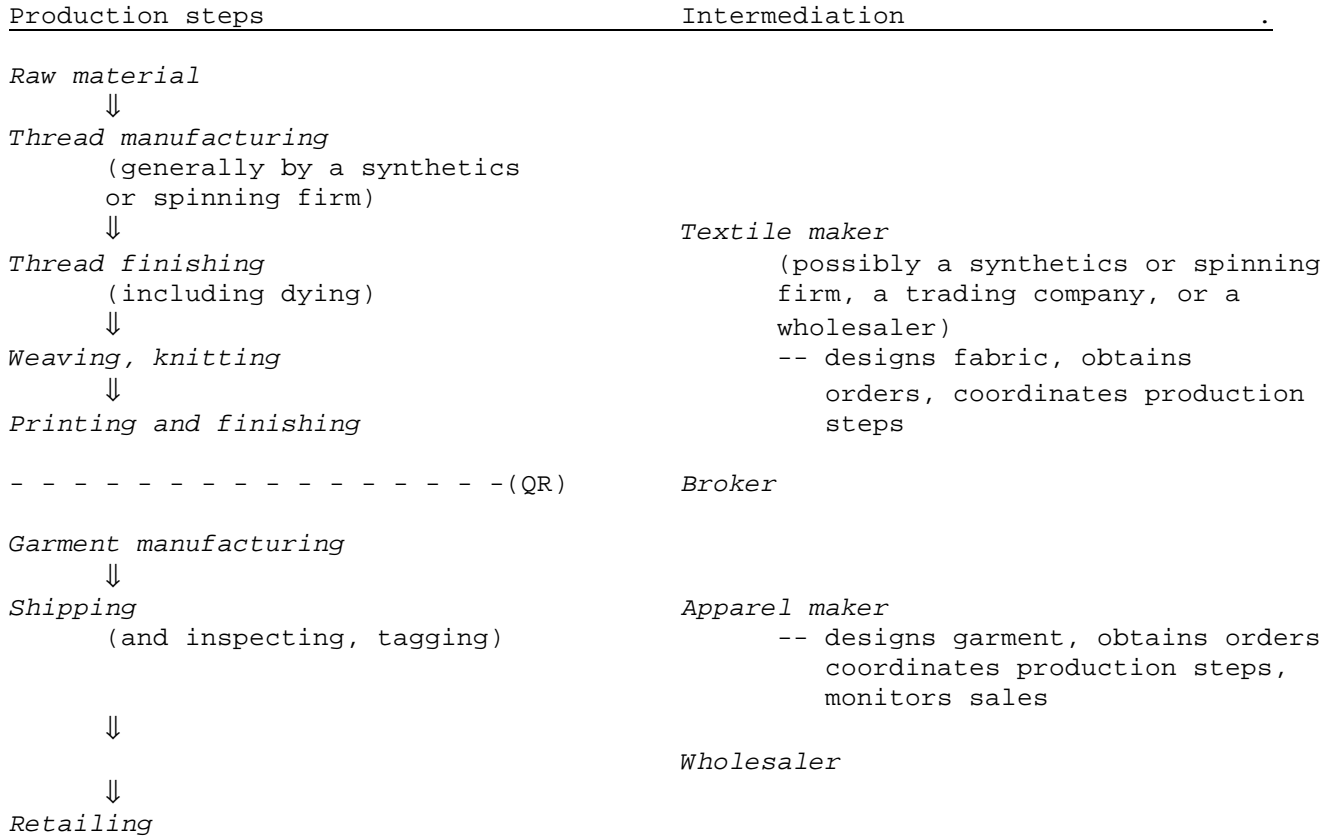 Production steps Intermediation .
Raw material
⇓
Thread manufacturing
(generally by a synthetics
or spinning firm)
⇓ Textile maker
Thread finishing (possibly a synthetics or spinning
(including dying) firm, a trading company, or a
⇓ wholesaler)
Weaving, knitting -- designs fabric, obtains
⇓ orders, coordinates production
Printing and finishing steps
- - - - - - - - - - - - - - - -(QR) Broker
Garment manufacturing
⇓
Shipping Apparel maker
(and inspecting, tagging) -- designs garment, obtains orders
coordinates production steps,
monitors sales
⇓
Wholesaler
⇓
Retailing